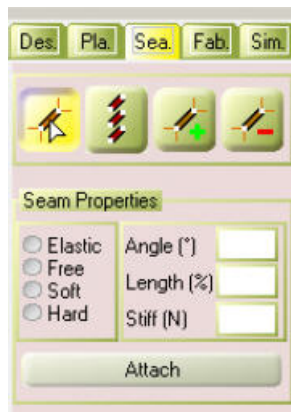 Des. Pla. Sea. Fab. Sim.
Seam Properties
Elastic
Free
Soft
Hard
Angle (°)
Length (%)
Stiff (N)
Attach